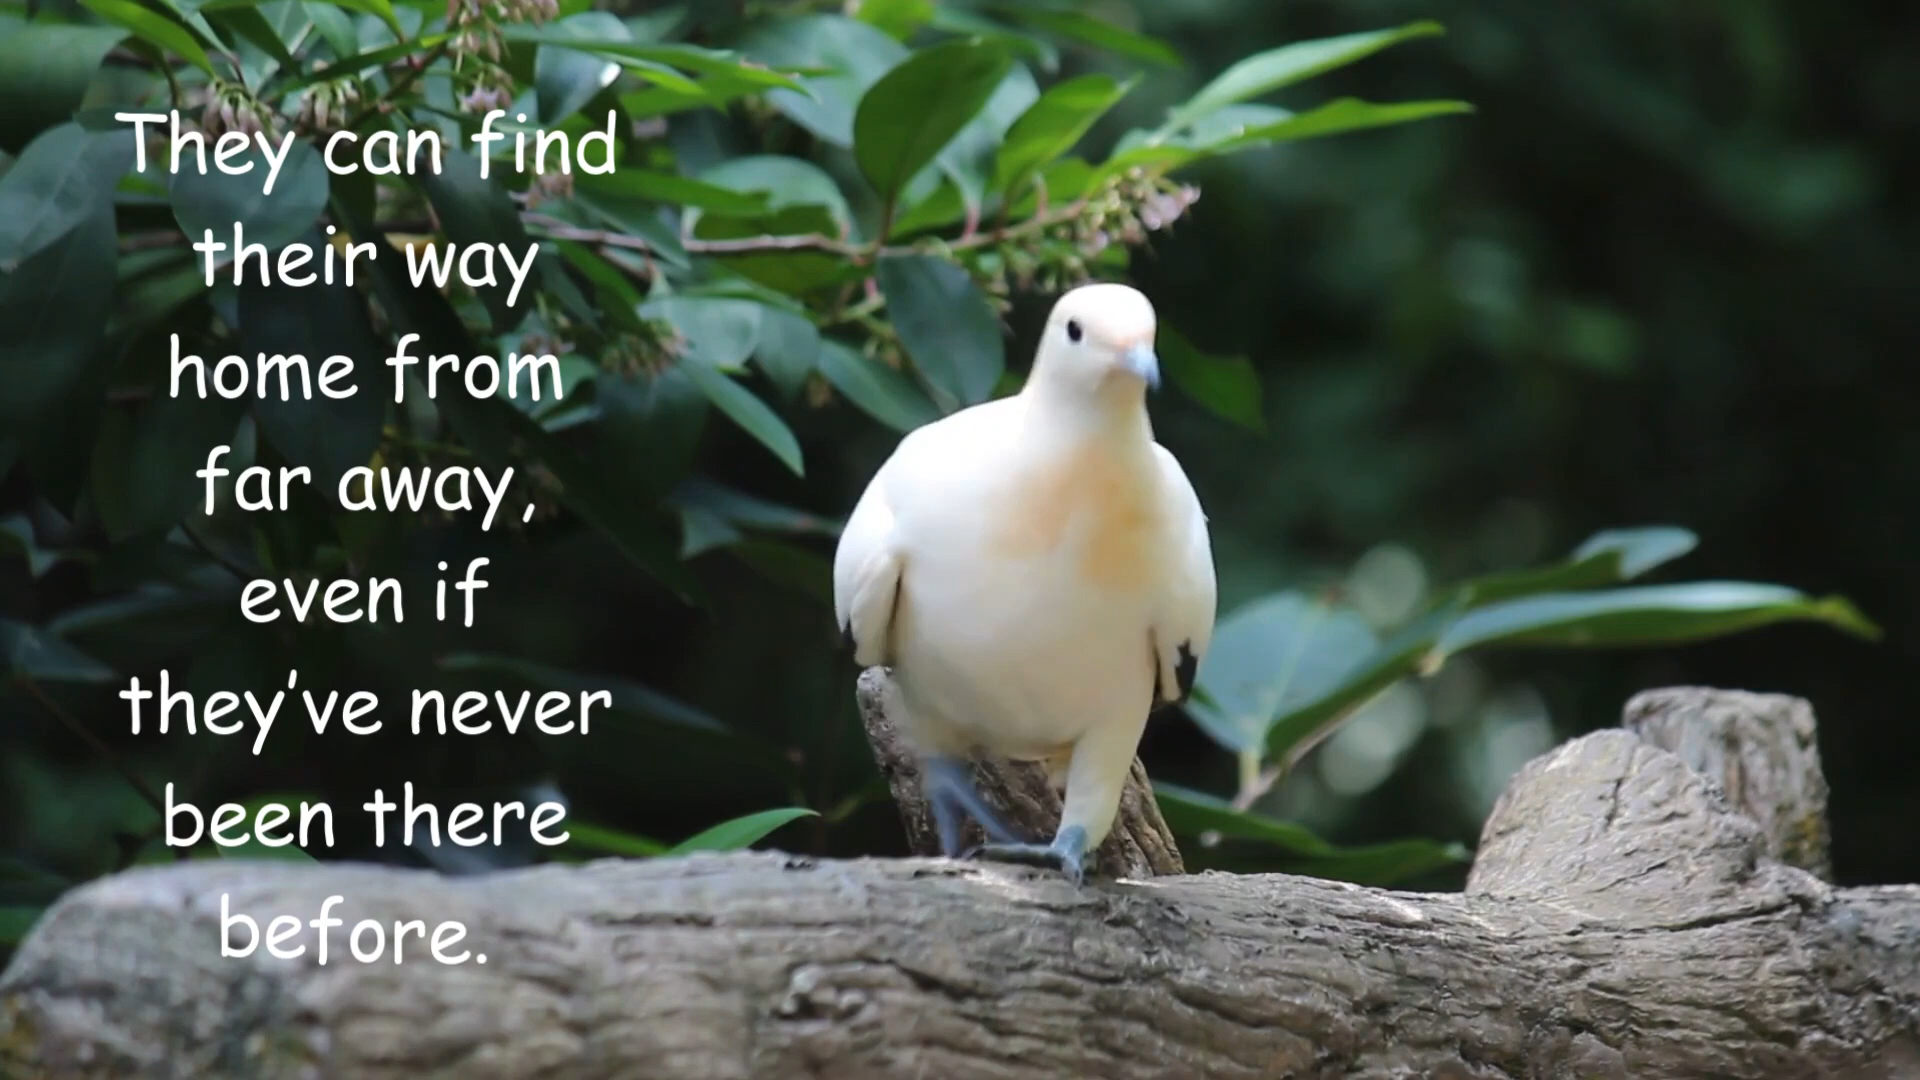 They can find
their way
home from
far away,
even if
they've never
been there
before.